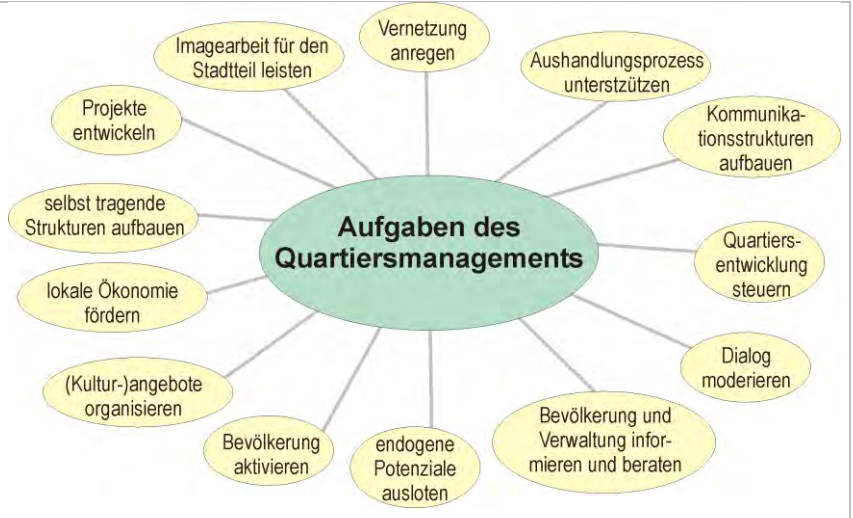 Aufgaben des
Quartiersmanagements
Vernetzung
anregen
Aushandlungsprozess
unterstzützen
Kommunika-
tionsstrukturen
aufbauen
Quartiers-
entwicklung
steuern
Dialog
moderieren
Bevölkerung und
Verwaltung infor-
mieren und beraten
endogene
Potenziale
ausloten
Bevölkerung
aktivieren
(Kultur-)angebote
organisieren
lokale Ökonomie
fördern
selbst tragende
Strukturen aufbauen
Projekte
entwickeln
Imagearbeit für den
Stadtteil leisten